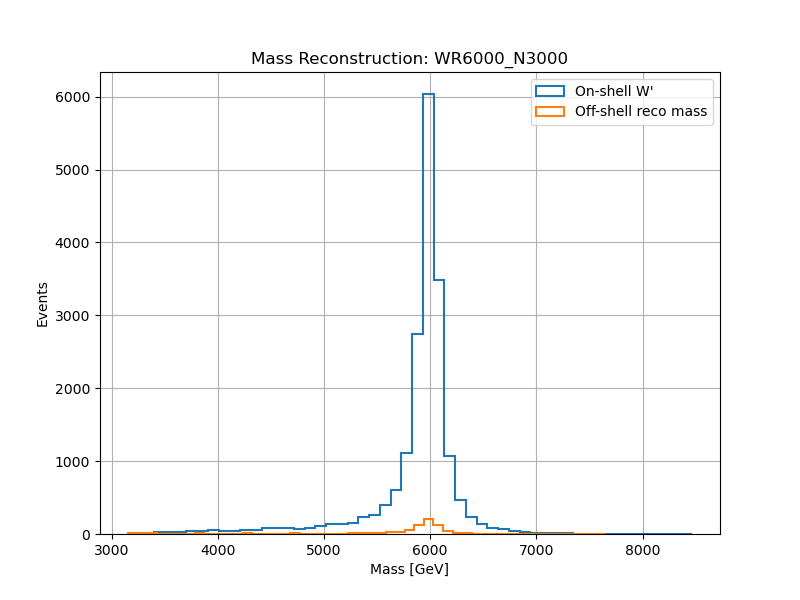 Mass Reconstruction: WR6000_N3000
On-shell W'
Off-shell reco mass
6000
5000
4000
3000
2000
1000
0
Events
3000 4000 5000 6000 7000 8000
Mass [GeV]